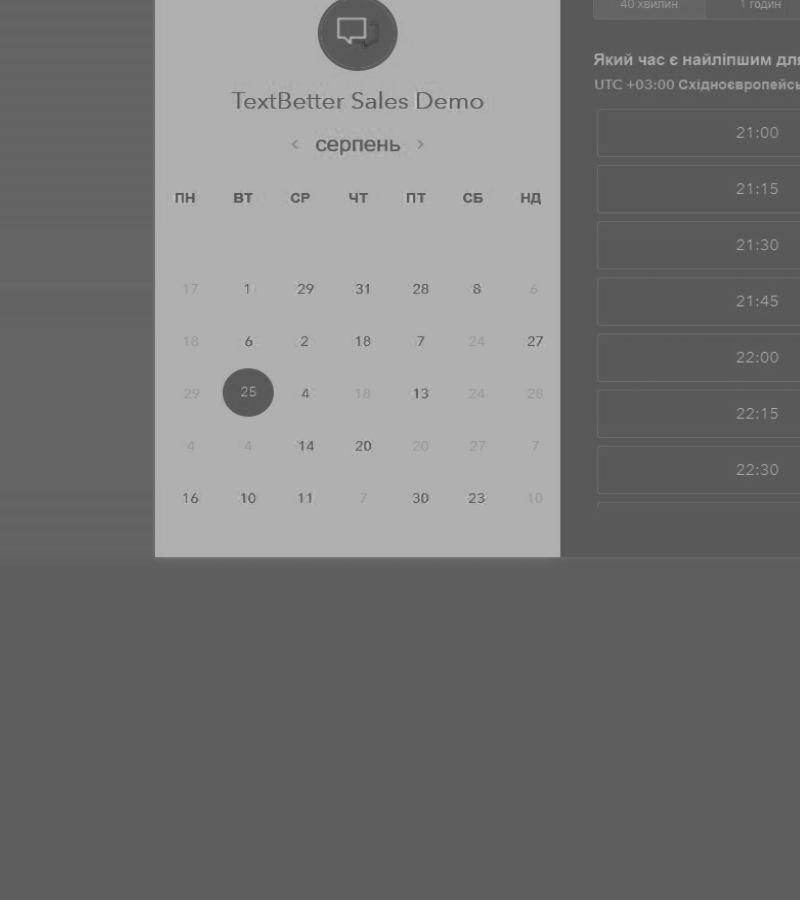 40 хвилин 1 годин
TextBetter Sales Demo
серпень
ПН ВТ СР ЧТ ПТ СБ НД
17 1 29 31 28 8 6
18 6 2 18 7 24 27
29 25 4 18 13 24 28
4 4 14 20 20 27 7
16 10 11 7 30 23 10
Який час є найліпшим дл
UTC +03:00 Східноєвропейсь
21:00
21:15
21:30
21:45
22:00
22:15
22:30